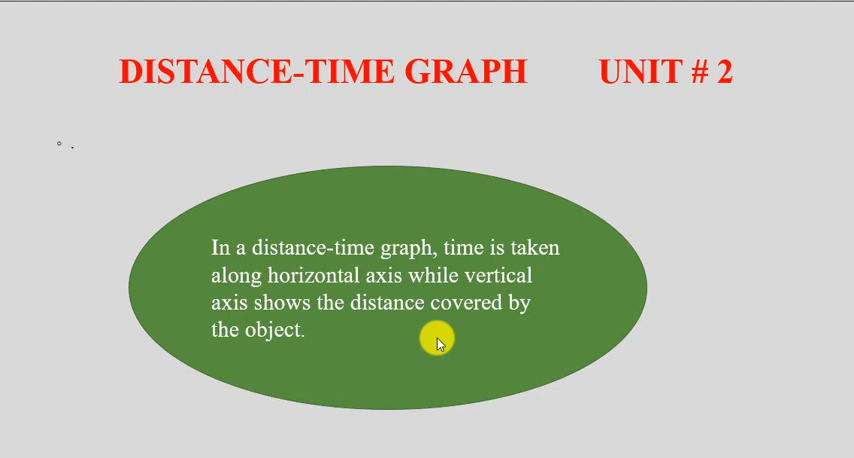 DISTANCE-TIME GRAPH UNIT # 2
.
In a distance-time graph, time is taken
along horizontal axis while vertical
axis shows the distance covered by
the object.